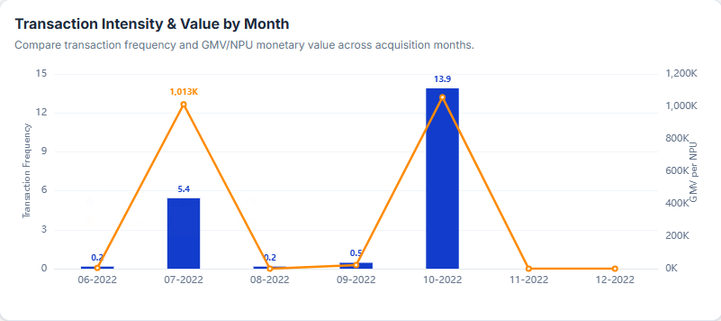 Transaction Intensity & Value by Month
Compare transaction frequency and GMV/NPU monetary value across acquisition months.
15
12
9
6
3
0
Transaction Frequency
0.2
1,013K
5.4
0.2
0.5
13.9
1,200K
1,000K
800K
600K
400K
200K
0K
GMV per NPU
06-2022
07-2022
08-2022
09-2022
10-2022
11-2022
12-2022